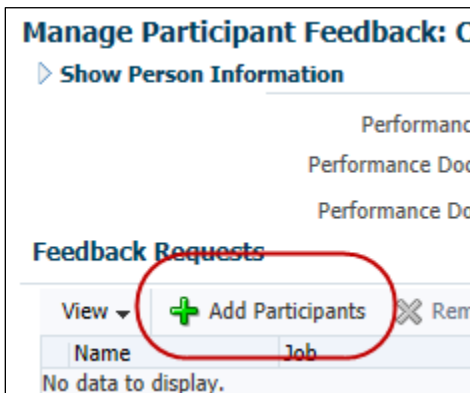 Manage Participant Feedback: C
Show Person Information
Performanc
Performance Doc
Performance Do
Feedback Requests
View Add Participants Rem
Name Job
No data to display.